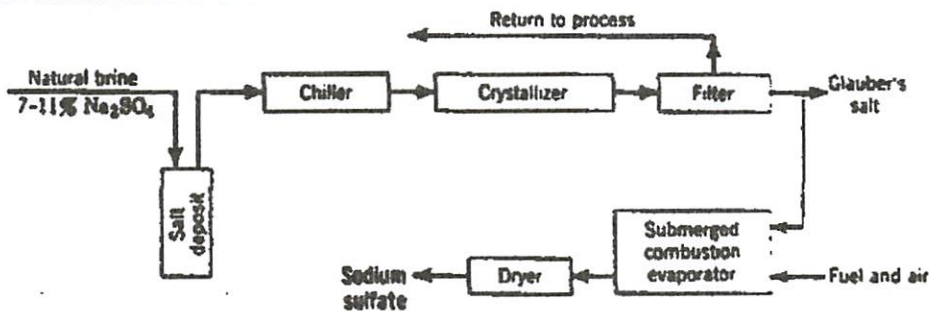 Return to process
Natural brine
7-11% Na₂SO₄
Chiller
Crystallizer
Filter
Glauber's
salt
Salt
deposit
Submerged
combustion
evaporator
Fuel and air
Dryer
Sodium
sulfate